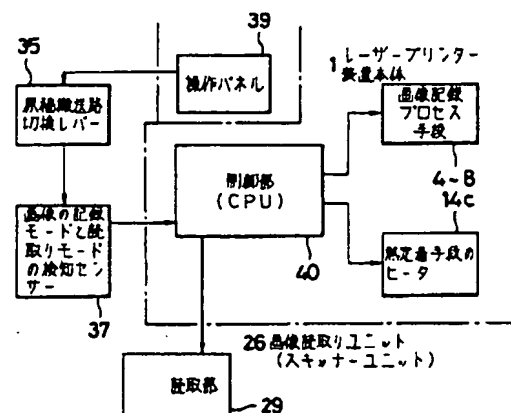 35
39
操作パネル
1 レーザープリンター
装置本体
切換レバー
画像記録
プロセス
手段
制御部
(CPU)
4~8
14c
画像の記録
モードと読
取りモード
の検知セン
サー
40
熱定着手段の
ヒータ
37
26 画像読取りユニット
(スキャナーユニット)
読取部
29